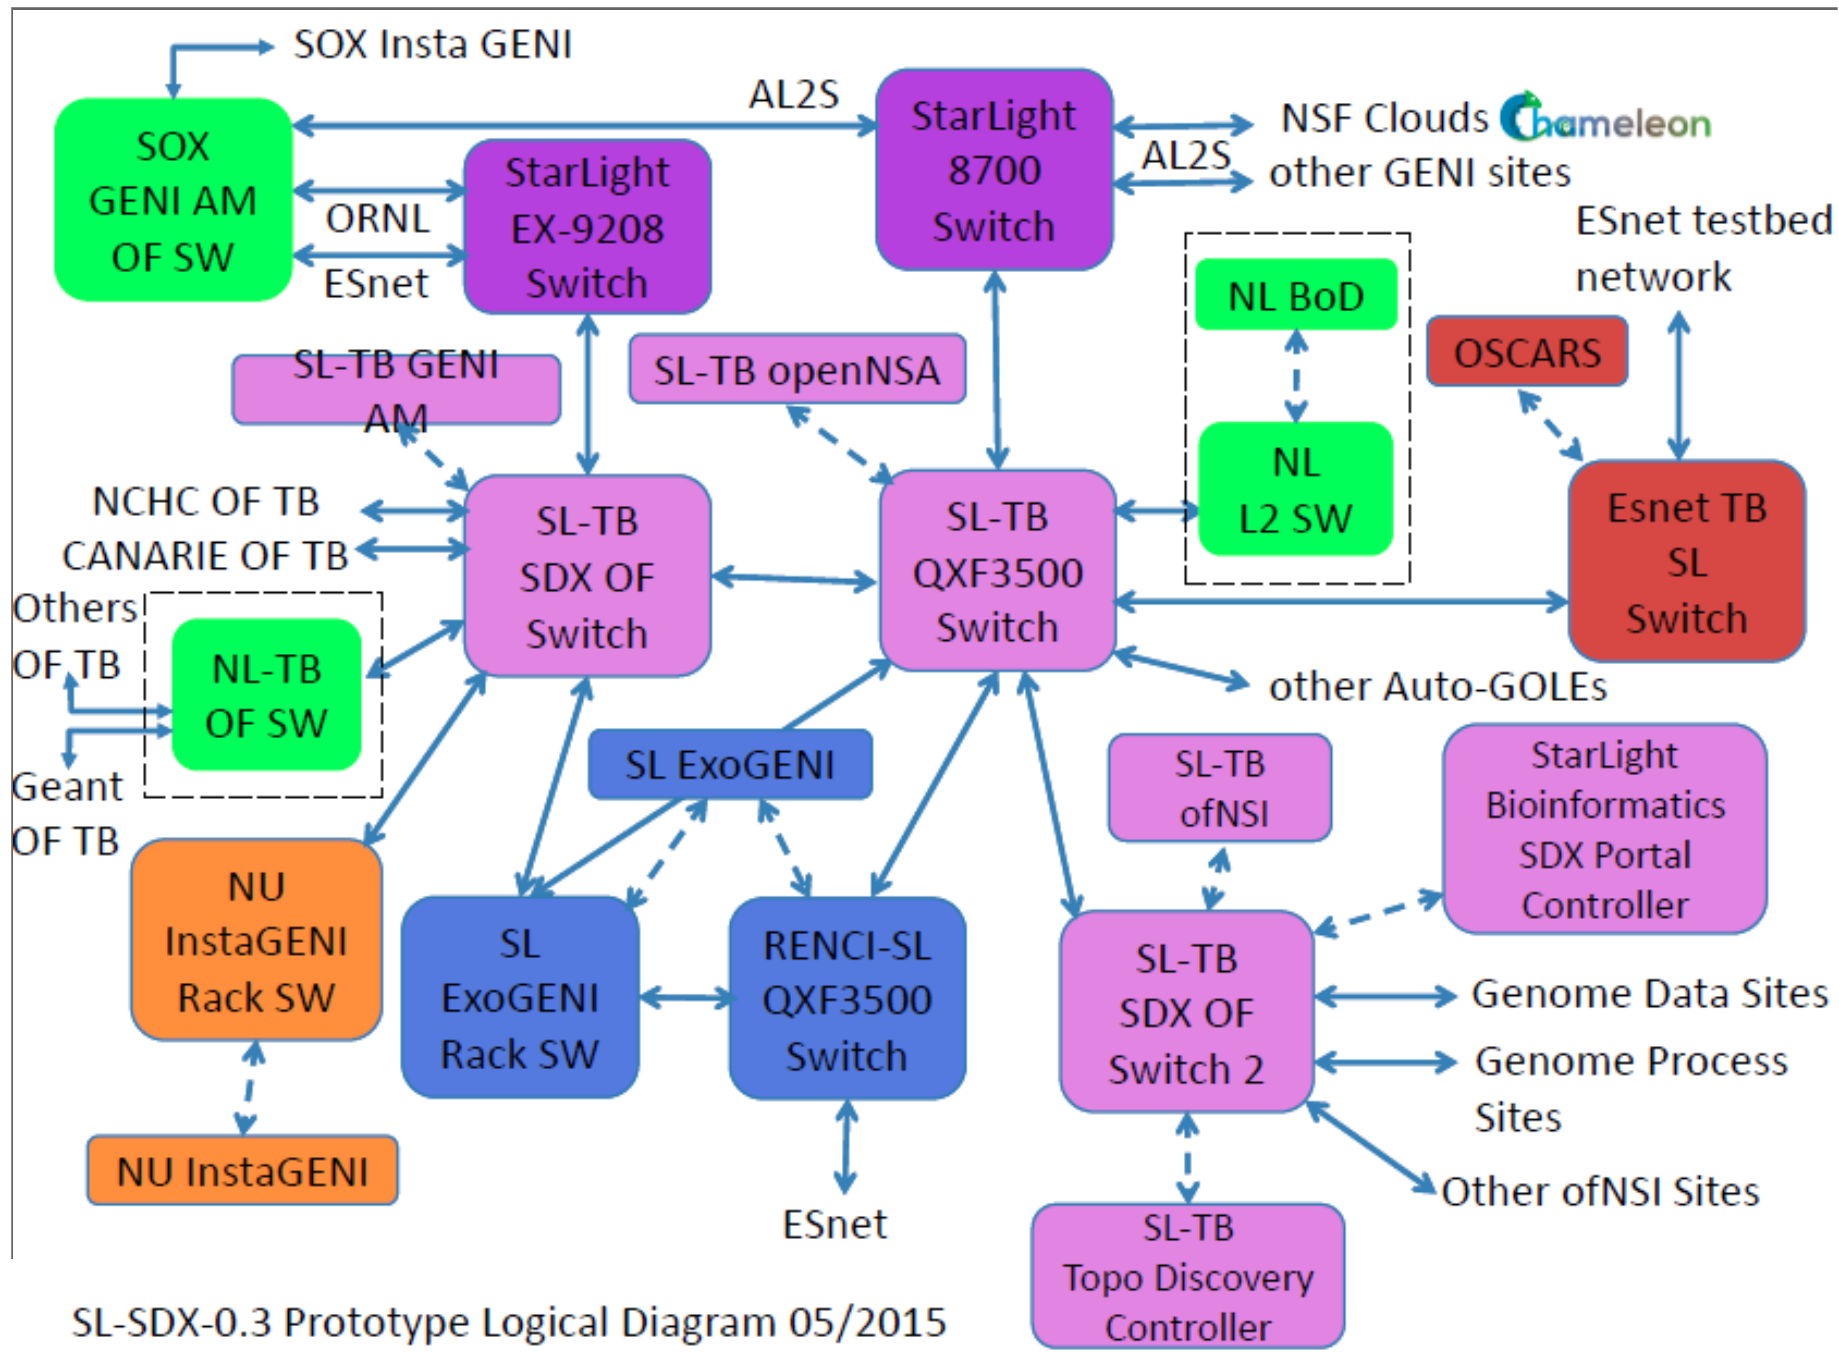 SOX Insta GENI
SOX
GENI AM
OF SW
AL2S
ORNL
ESnet
StarLight
EX-9208
Switch
StarLight
8700
Switch
AL2S
NSF Clouds Chameleon
other GENI sites
ESnet testbed
network
NL BoD
NL
L2 SW
OSCARS
Esnet TB
SL
Switch
SL-TB GENI
AM
SL-TB openNSA
NCHC OF TB
CANARIE OF TB
SL-TB
SDX OF
Switch
SL-TB
QXF3500
Switch
Others
OF TB
NL-TB
OF SW
Geant
OF TB
other Auto-GOLEs
SL ExoGENI
SL-TB
ofNSI
StarLight
Bioinformatics
SDX Portal
Controller
NU
InstaGENI
Rack SW
SL
ExoGENI
Rack SW
RENCI-SL
QXF3500
Switch
SL-TB
SDX OF
Switch 2
Genome Data Sites
Genome Process
Sites
Other ofNSI Sites
NU InstaGENI
ESnet
SL-TB
Topo Discovery
Controller
SL-SDX-0.3 Prototype Logical Diagram 05/2015